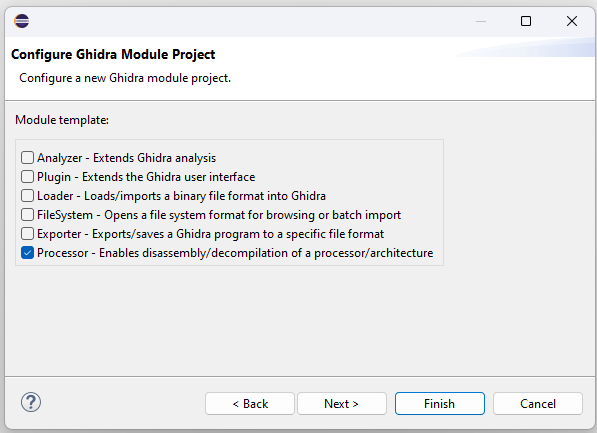 Configure Ghidra Module Project
Configure a new Ghidra module project.
Module template:
Analyzer - Extends Ghidra analysis
Plugin - Extends the Ghidra user interface
Loader - Loads/imports a binary file format into Ghidra
FileSystem - Opens a file system format for browsing or batch import
Exporter - Exports/saves a Ghidra program to a specific file format
Processor - Enables disassembly/decompilation of a processor/architecture
? < Back Next > Finish Cancel